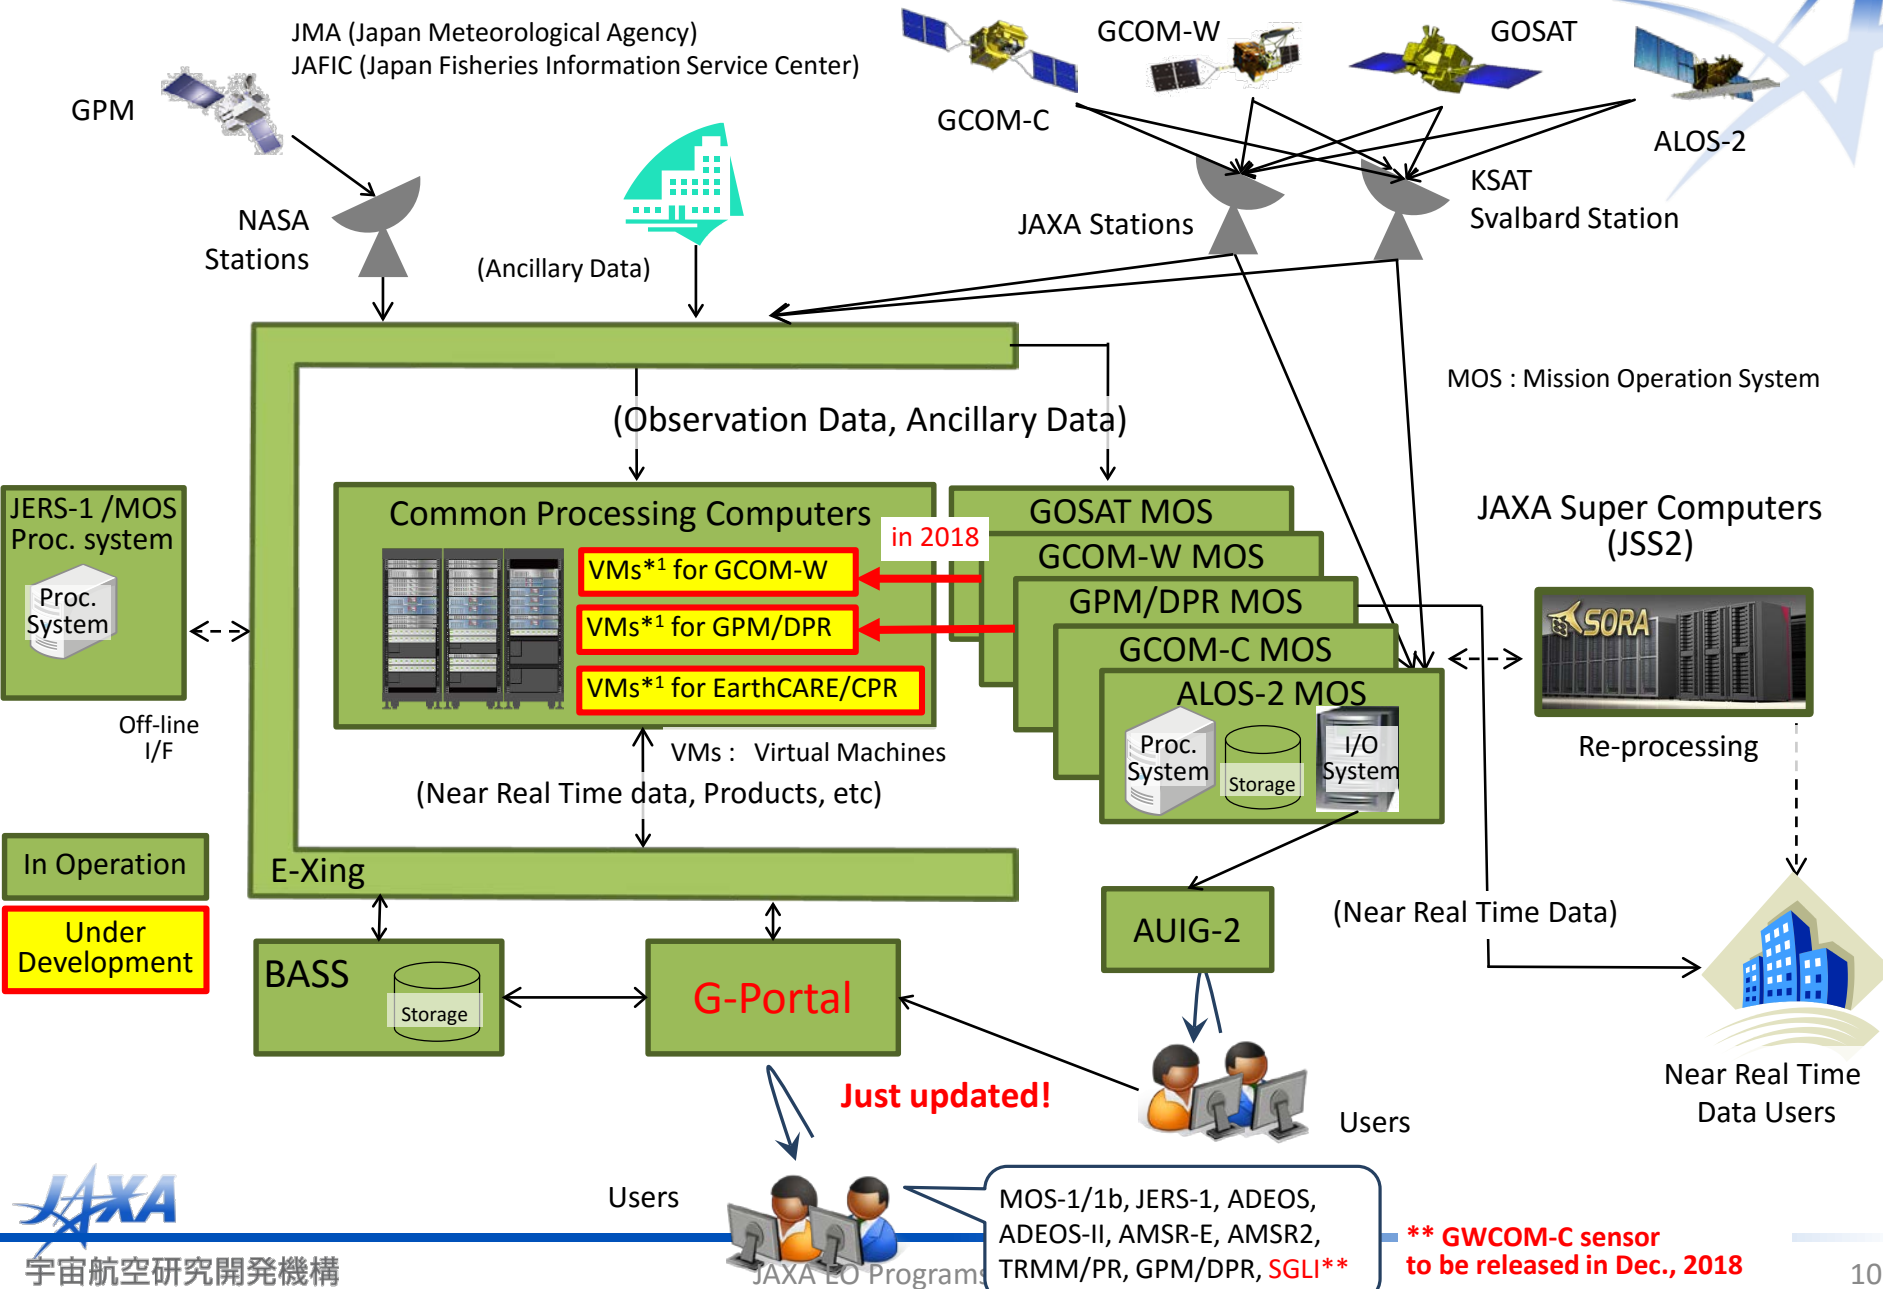 JMA (Japan Meteorological Agency)
JAFIC (Japan Fisheries Information Service Center)
GPM
GCOM-W
GOSAT
GCOM-C
ALOS-2
NASA
Stations
(Ancillary Data)
JAXA Stations
KSAT
Svalbard Station
MOS : Mission Operation System
(Observation Data, Ancillary Data)
JERS-1 /MOS
Proc. system
Proc.
System
Off-line
I/F
Common Processing Computers
in 2018
VMs*1 for GCOM-W
VMs*1 for GPM/DPR
VMs*1 for EarthCARE/CPR
VMs : Virtual Machines
(Near Real Time data, Products, etc)
GOSAT MOS
GCOM-W MOS
GPM/DPR MOS
GCOM-C MOS
ALOS-2 MOS
Proc.
System
Storage
I/O
System
JAXA Super Computers
(JSS2)
SORA
Re-processing
In Operation
Under
Development
E-Xing
BASS
Storage
G-Portal
AUIG-2
(Near Real Time Data)
Near Real Time
Data Users
Just updated!
Users
Users
MOS-1/1b, JERS-1, ADEOS,
ADEOS-II, AMSR-E, AMSR2,
TRMM/PR, GPM/DPR, SGLI**
** GWCOM-C sensor
to be released in Dec., 2018
JAXA
宇宙航空研究開発機構
JAXA EO Programs
10